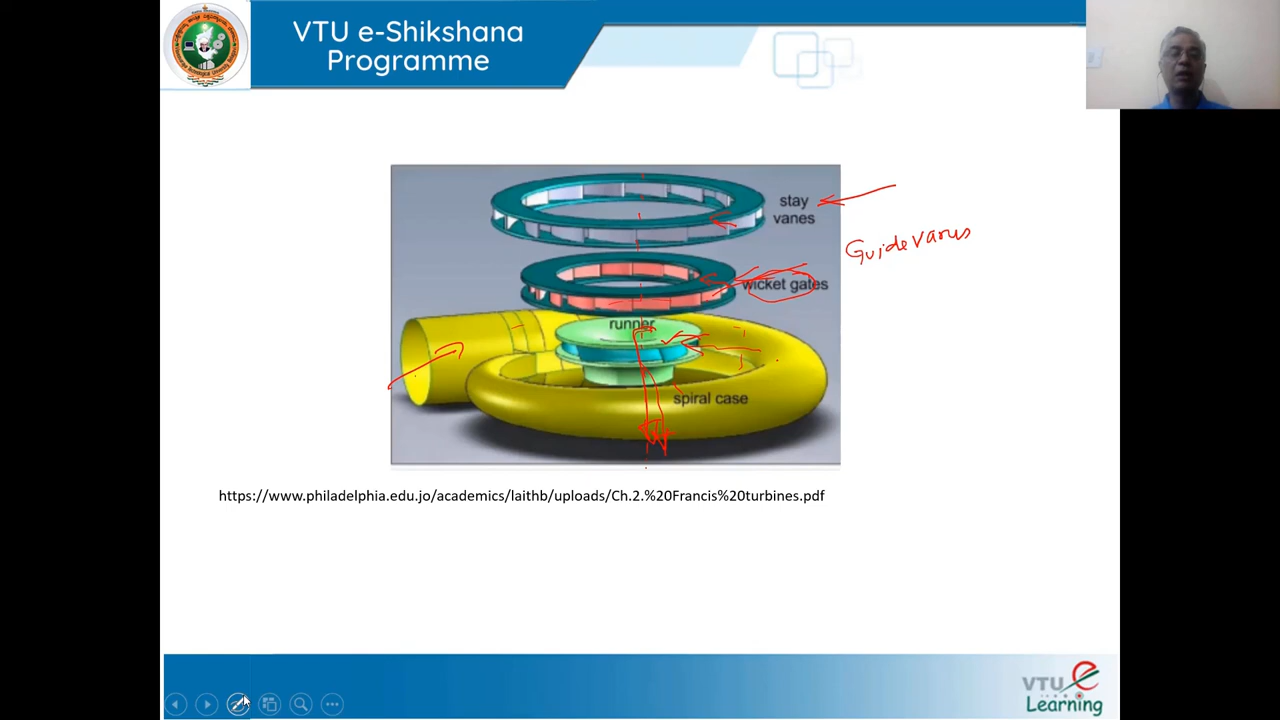 VTU e-Shikshana
Programme
stay
vanes
Guide vanes
wicket gates
runner
spiral case
https://www.philadelphia.edu.jo/academics/laithb/uploads/Ch.2.%20Francis%20turbines.pdf
VTU e
Learning